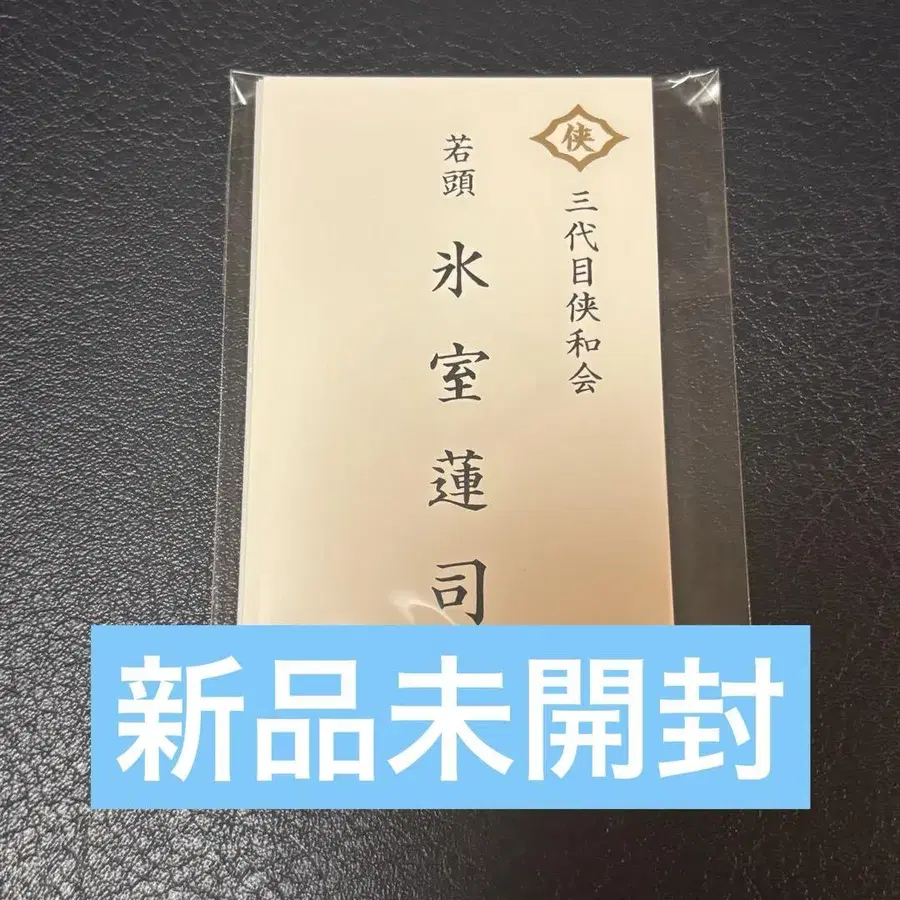 侠
三代目侠和会
若頭
氷室蓮司
新品未開封